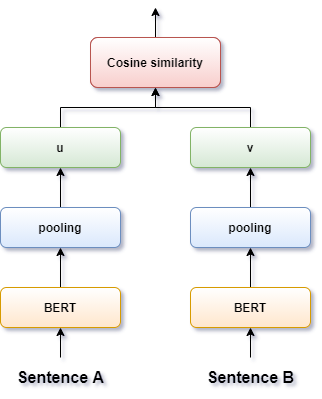 Cosine similarity
u
v
pooling
pooling
BERT
BERT
Sentence A
Sentence B